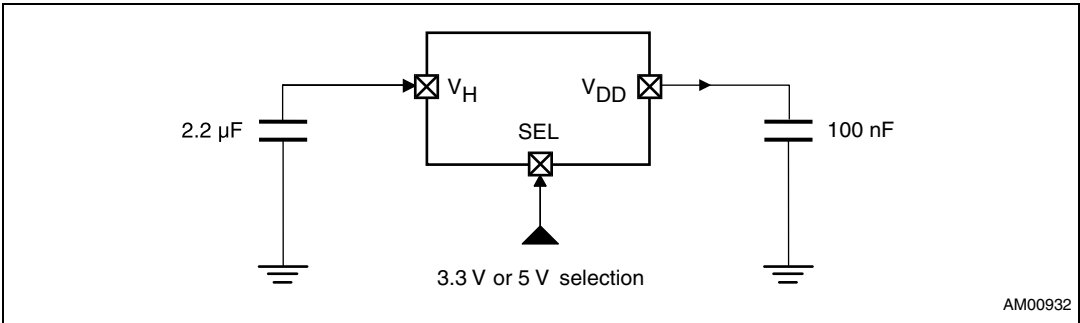 V_H
V_DD
2.2 µF
SEL
100 nF
3.3 V or 5 V selection
AM00932